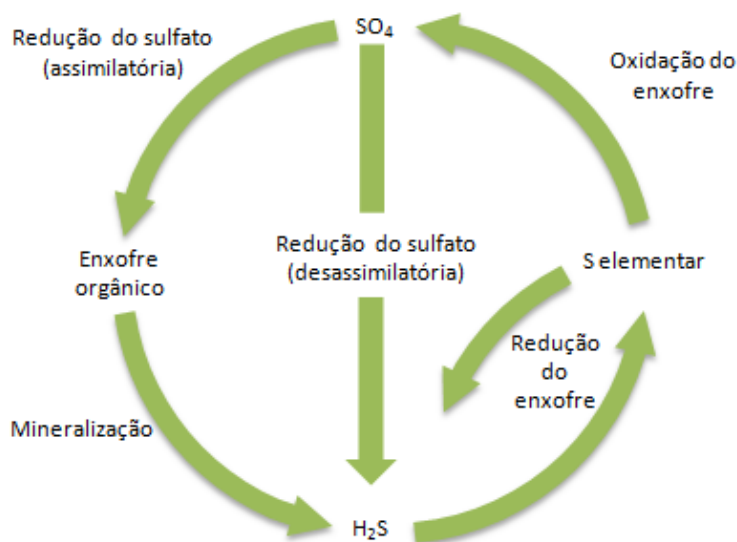 SO₄
Redução do sulfato
(assimilatória)
Oxidação do
enxofre
Redução do sulfato
(desassimilatória)
Enxofre
orgânico
S elementar
Redução
do
enxofre
Mineralização
H₂S